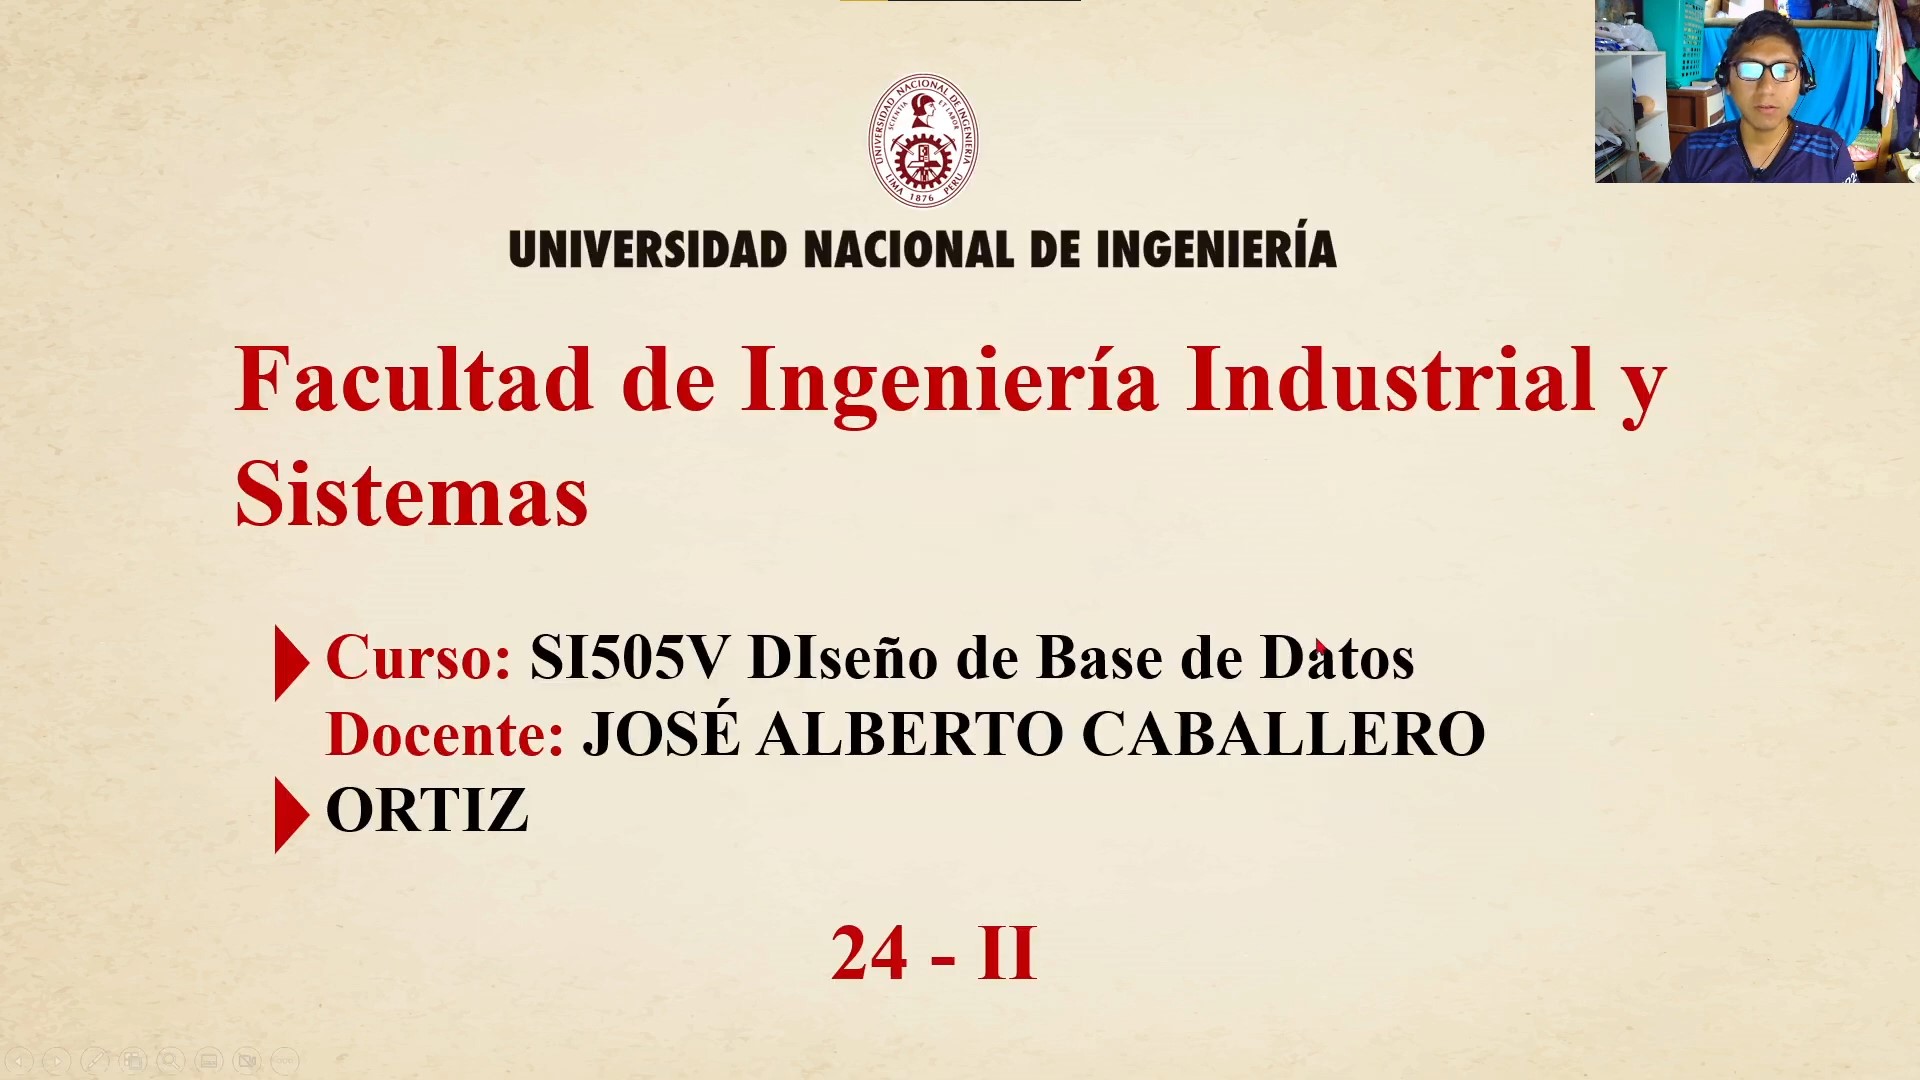 UNIVERSIDAD NACIONAL DE INGENIERÍA
SCIENTIA ET LABOR
LIMA 1876 PERU
UNIVERSIDAD NACIONAL DE INGENIERÍA
Facultad de Ingeniería Industrial y
Sistemas
Curso: SI505V DIseño de Base de Datos
Docente: JOSÉ ALBERTO CABALLERO
ORTIZ
24 - II